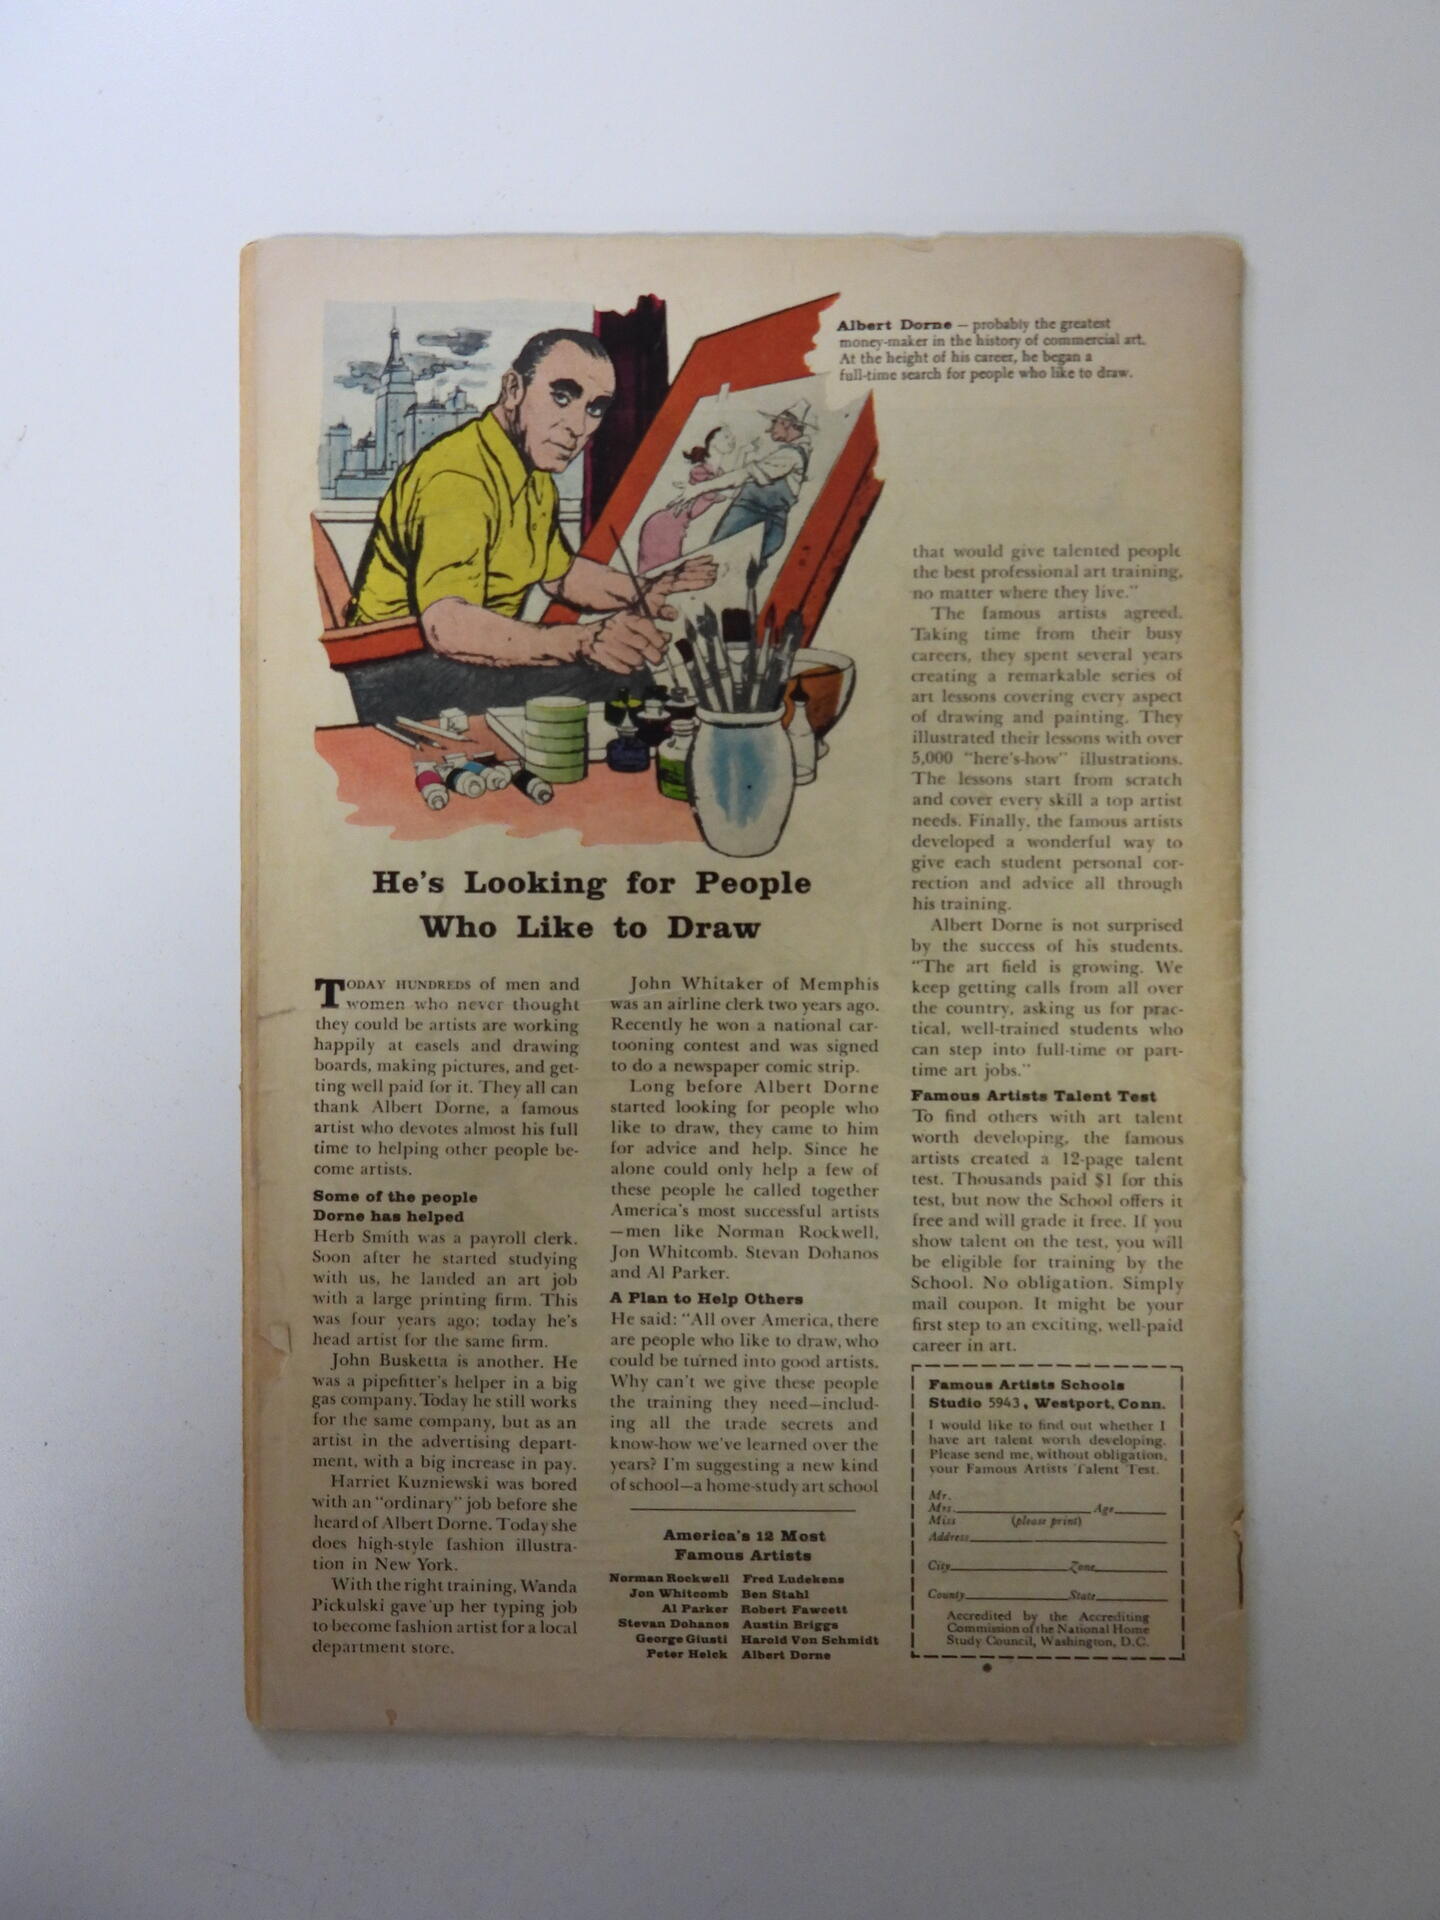 Albert Dorne — probably the greatest
money-maker in the history of commercial art.
At the height of his career, he began a
full-time search for people who like to draw.
He's Looking for People
Who Like to Draw
TODAY HUNDREDS of men and
women who never thought
they could be artists are working
happily at easels and drawing
boards, making pictures, and get-
ting well paid for it. They all can
thank Albert Dorne, a famous
artist who devotes almost his full
time to helping other people be-
come artists.
Some of the people
Dorne has helped
Herb Smith was a payroll clerk.
Soon after he started studying
with us, he landed an art job
with a large printing firm. This
was four years ago; today he's
head artist for the same firm.
John Busketta is another. He
was a pipefitter's helper in a big
gas company. Today he still works
for the same company, but as an
artist in the advertising depart-
ment, with a big increase in pay.
Harriet Kuzniewski was bored
with an "ordinary" job before she
heard of Albert Dorne. Today she
does high-style fashion illustra-
tion in New York.
With the right training, Wanda
Pickulski gave up her typing job
to become fashion artist for a local
department store.
John Whitaker of Memphis
was an airline clerk two years ago.
Recently he won a national car-
tooning contest and was signed
to do a newspaper comic strip.
Long before Albert Dorne
started looking for people who
like to draw, they came to him
for advice and help. Since he
alone could only help a few of
these people he called together
America's most successful artists
—men like Norman Rockwell,
Jon Whitcomb. Stevan Dohanos
and Al Parker.
A Plan to Help Others
He said: "All over America, there
are people who like to draw, who
could be turned into good artists.
Why can't we give these people
the training they need—includ-
ing all the trade secrets and
know-how we've learned over the
years? I'm suggesting a new kind
of school—a home-study art school
America's 12 Most
Famous Artists
Norman Rockwell Fred Ludekens
Jon Whitcomb Ben Stahl
Al Parker Robert Fawcett
Stevan Dohanos Austin Briggs
George Giusti Harold Von Schmidt
Peter Helck Albert Dorne
that would give talented people
the best professional art training,
no matter where they live."
The famous artists agreed.
Taking time from their busy
careers, they spent several years
creating a remarkable series of
art lessons covering every aspect
of drawing and painting. They
illustrated their lessons with over
5,000 "here's-how" illustrations.
The lessons start from scratch
and cover every skill a top artist
needs. Finally, the famous artists
developed a wonderful way to
give each student personal cor-
rection and advice all through
his training.
Albert Dorne is not surprised
by the success of his students.
"The art field is growing. We
keep getting calls from all over
the country, asking us for prac-
tical, well-trained students who
can step into full-time or part-
time art jobs."
Famous Artists Talent Test
To find others with art talent
worth developing, the famous
artists created a 12-page talent
test. Thousands paid $1 for this
test, but now the School offers it
free and will grade it free. If you
show talent on the test, you will
be eligible for training by the
School. No obligation. Simply
mail coupon. It might be your
first step to an exciting, well-paid
career in art.
Famous Artists Schools
Studio 5943, Westport, Conn.
I would like to find out whether I
have art talent worth developing.
Please send me, without obligation,
your Famous Artists Talent Test.
Mr.
Mrs. Age
Miss (please print)
Address
City Zone
County State
Accredited by the Accrediting
Commission of the National Home
Study Council, Washington, D.C.